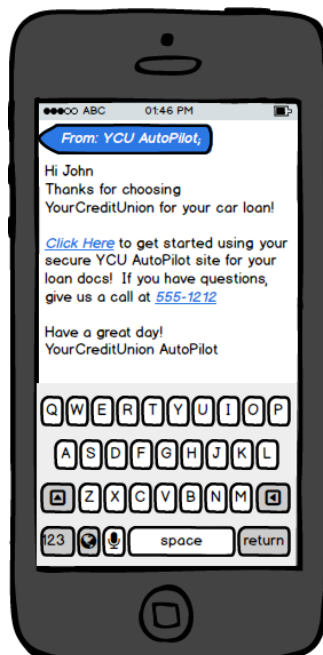 ABC 01:46 PM
From: YCU AutoPilot;
Hi John
Thanks for choosing
YourCreditUnion for your car loan!
Click Here to get started using your
secure YCU AutoPilot site for your
loan docs! If you have questions,
give us a call at 555-1212
Have a great day!
YourCreditUnion AutoPilot
Q W E R T Y U I O P
A S D F G H J K L
Z X C V B N M
123 space return